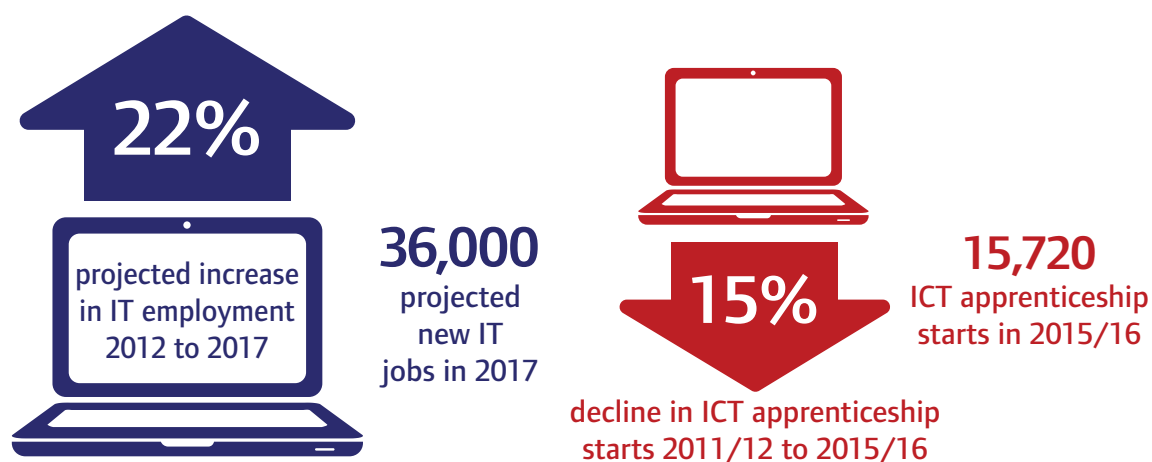 22%
projected increase
in IT employment
2012 to 2017
36,000
projected
new IT
jobs in 2017
15%
decline in ICT apprenticeship
starts 2011/12 to 2015/16
15,720
ICT apprenticeship
starts in 2015/16